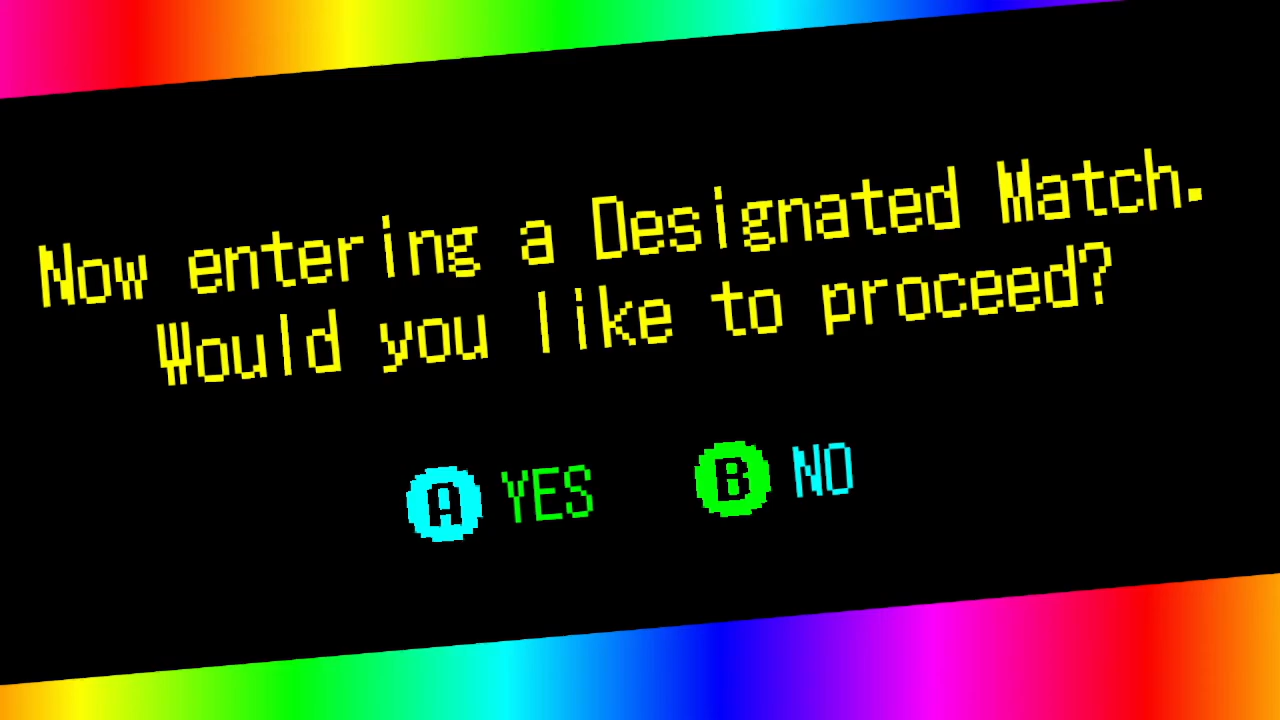 Now entering a Designated Match.
Would you like to proceed?
A YES B NO